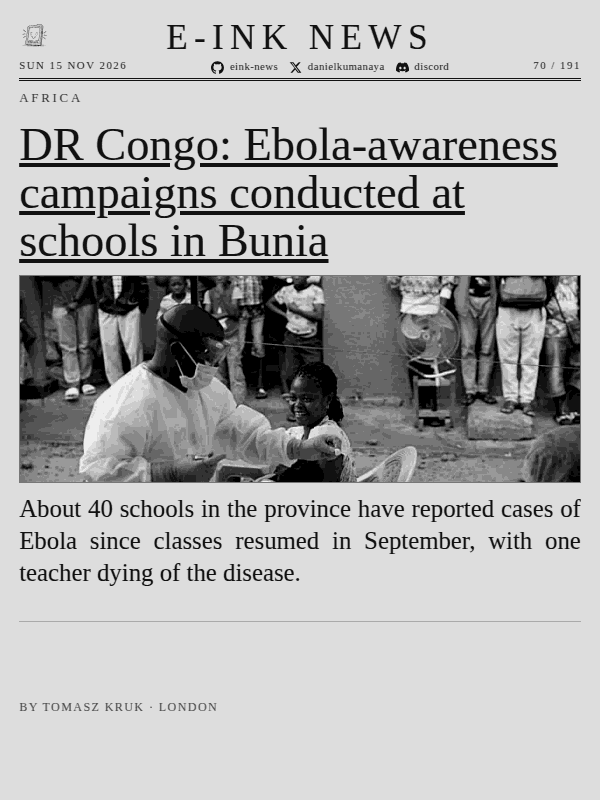 E-INK NEWS
SUN 15 NOV 2026
eink-news danielkumanaya discord
70 / 191
AFRICA
DR Congo: Ebola-awareness
campaigns conducted at
schools in Bunia
About 40 schools in the province have reported cases of
Ebola since classes resumed in September, with one
teacher dying of the disease.
BY TOMASZ KRUK · LONDON